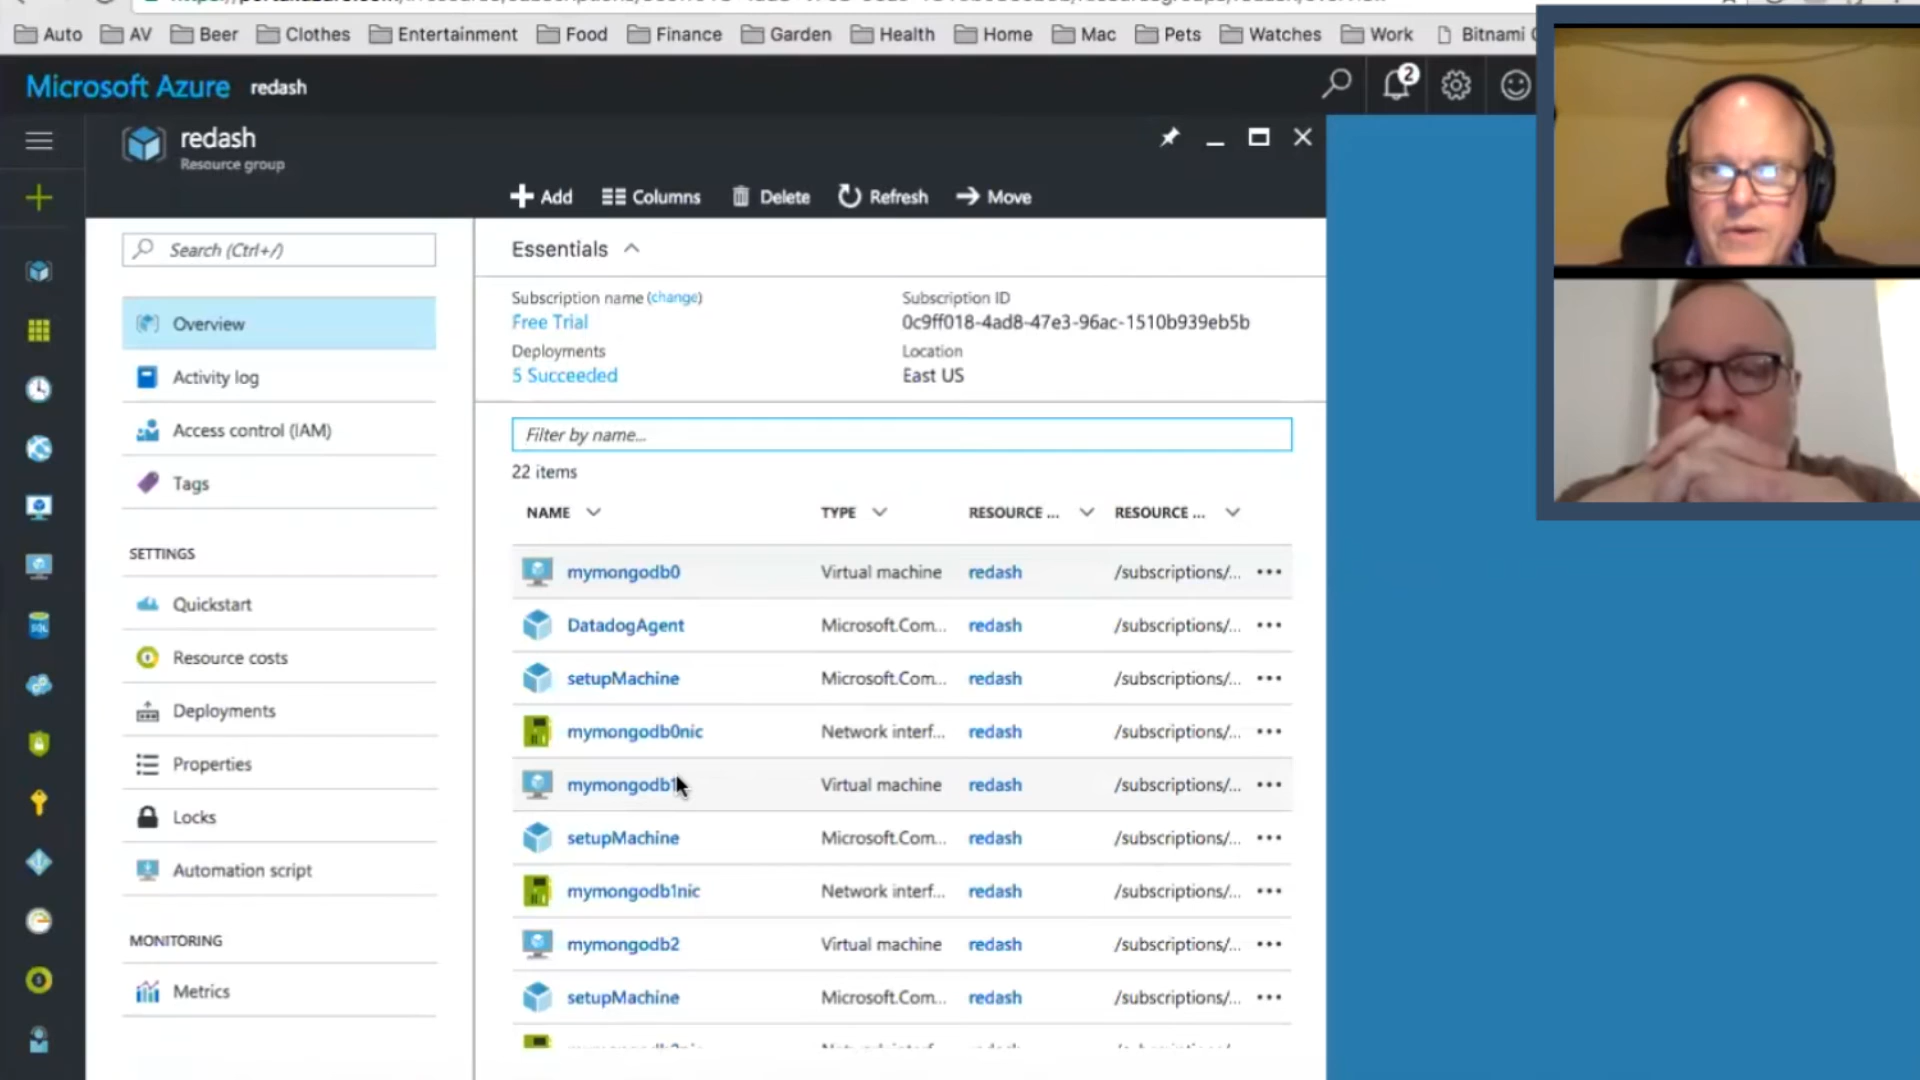 Auto AV Beer Clothes Entertainment Food Finance Garden Health Home Mac Pets Watches Work Bitnami
Microsoft Azure redash 2
redash
Resource group
Add Columns Delete Refresh Move
Search (Ctrl+/)
Overview
Activity log
Access control (IAM)
Tags
SETTINGS
Quickstart
Resource costs
Deployments
Properties
Locks
Automation script
MONITORING
Metrics
Essentials
Subscription name (change)
Free Trial
Deployments
5 Succeeded
Subscription ID
0c9ff018-4ad8-47e3-96ac-1510b939eb5b
Location
East US
Filter by name...
22 items
NAME TYPE RESOURCE ... RESOURCE ...
mymongodb0 Virtual machine redash /subscriptions/... •••
DatadogAgent Microsoft.Com... redash /subscriptions/... •••
setupMachine Microsoft.Com... redash /subscriptions/... •••
mymongodb0nic Network interf... redash /subscriptions/... •••
mymongodb1 Virtual machine redash /subscriptions/... •••
setupMachine Microsoft.Com... redash /subscriptions/... •••
mymongodb1nic Network interf... redash /subscriptions/... •••
mymongodb2 Virtual machine redash /subscriptions/... •••
setupMachine Microsoft.Com... redash /subscriptions/... •••